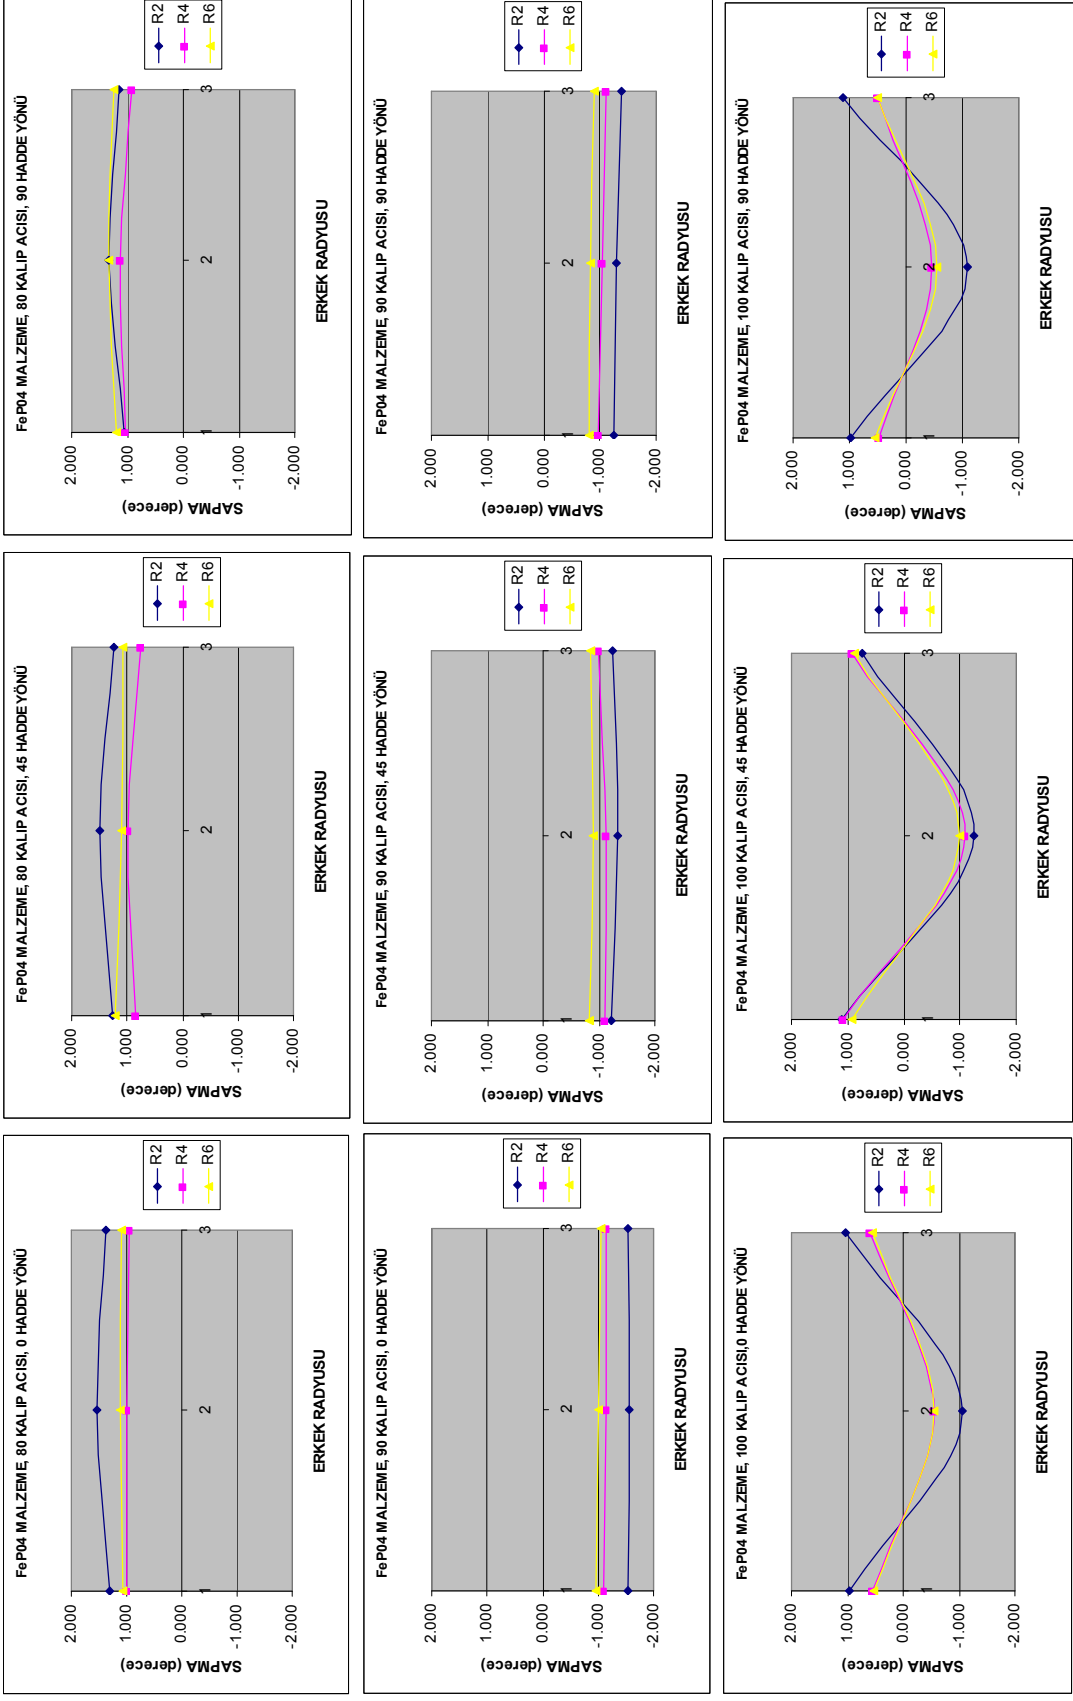 FeP04 MALZEME, 80 KALIP ACISI, 0 HADDE YÖNÜ
SAPMA (derece)
2.000
1.000
0.000
-1.000
-2.000
1
2
3
ERKEK RADYUSU
R2
R4
R6
FeP04 MALZEME, 80 KALIP ACISI, 45 HADDE YÖNÜ
SAPMA (derece)
2.000
1.000
0.000
-1.000
-2.000
1
2
3
ERKEK RADYUSU
R2
R4
R6
FeP04 MALZEME, 80 KALIP ACISI, 90 HADDE YÖNÜ
SAPMA (derece)
2.000
1.000
0.000
-1.000
-2.000
1
2
3
ERKEK RADYUSU
R2
R4
R6
FeP04 MALZEME, 90 KALIP ACISI, 0 HADDE YÖNÜ
SAPMA (derece)
2.000
1.000
0.000
-1.000
-2.000
1
2
3
ERKEK RADYUSU
R2
R4
R6
FeP04 MALZEME, 90 KALIP ACISI, 45 HADDE YÖNÜ
SAPMA (derece)
2.000
1.000
0.000
-1.000
-2.000
1
2
3
ERKEK RADYUSU
R2
R4
R6
FeP04 MALZEME, 90 KALIP ACISI, 90 HADDE YÖNÜ
SAPMA (derece)
2.000
1.000
0.000
-1.000
-2.000
1
2
3
ERKEK RADYUSU
R2
R4
R6
FeP04 MALZEME, 100 KALIP ACISI,0 HADDE YÖNÜ
SAPMA (derece)
2.000
1.000
0.000
-1.000
-2.000
1
2
3
ERKEK RADYUSU
R2
R4
R6
FeP04 MALZEME, 100 KALIP ACISI, 45 HADDE YÖNÜ
SAPMA (derece)
2.000
1.000
0.000
-1.000
-2.000
1
2
3
ERKEK RADYUSU
R2
R4
R6
FeP04 MALZEME, 100 KALIP ACISI, 90 HADDE YÖNÜ
SAPMA (derece)
2.000
1.000
0.000
-1.000
-2.000
1
2
3
ERKEK RADYUSU
R2
R4
R6